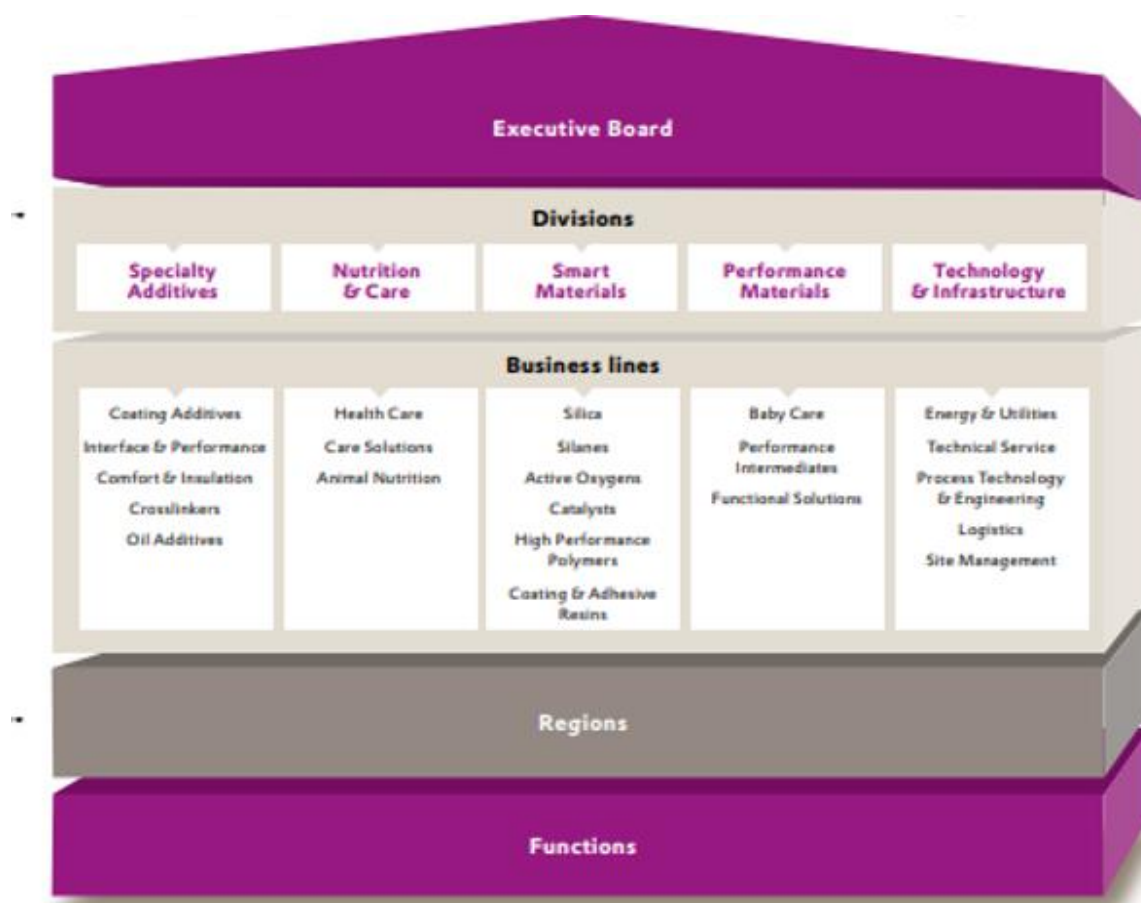 Executive Board
Divisions
Specialty
Additives
Nutrition
& Care
Smart
Materials
Performance
Materials
Technology
& Infrastructure
Business lines
Coating Additives
Interface & Performance
Comfort & Insulation
Crosslinkers
Oil Additives
Health Care
Care Solutions
Animal Nutrition
Silica
Silanes
Active Oxygens
Catalysts
High Performance
Polymers
Coating & Adhesive
Resins
Baby Care
Performance
Intermediates
Functional Solutions
Energy & Utilities
Technical Service
Process Technology
& Engineering
Logistics
Site Management
Regions
Functions